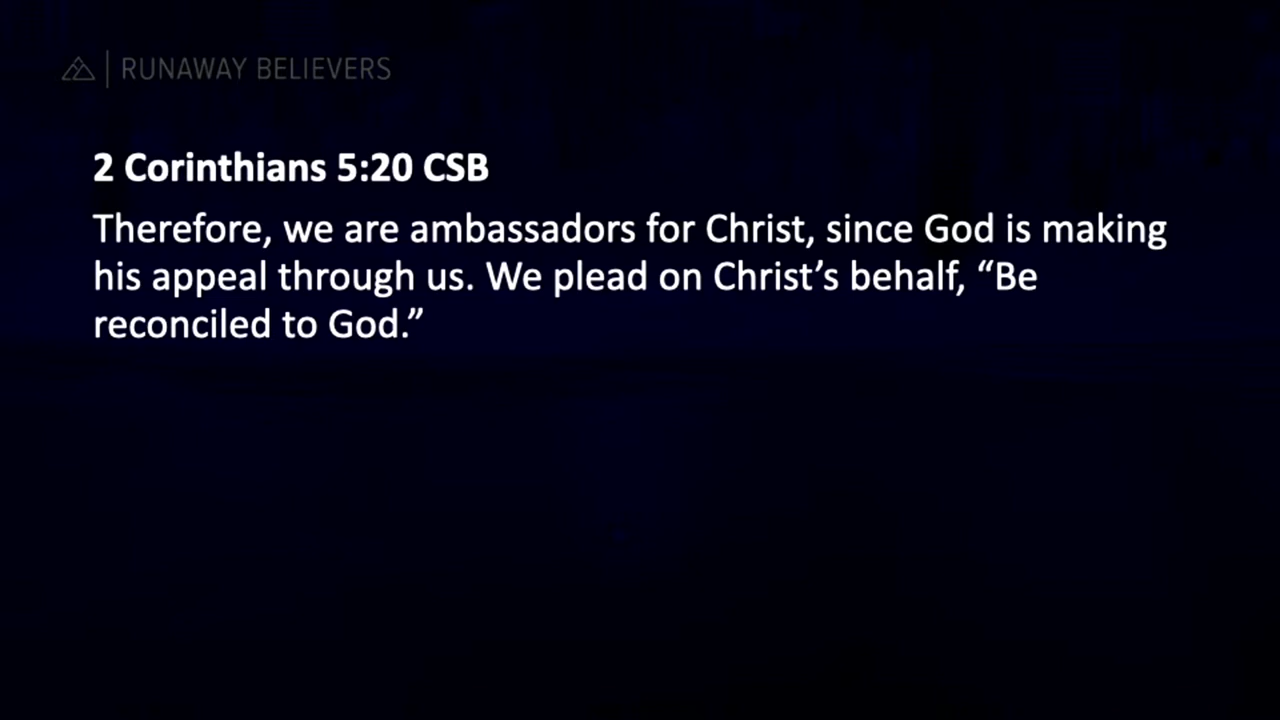 RUNAWAY BELIEVERS
2 Corinthians 5:20 CSB
Therefore, we are ambassadors for Christ, since God is making
his appeal through us. We plead on Christ’s behalf, “Be
reconciled to God.”